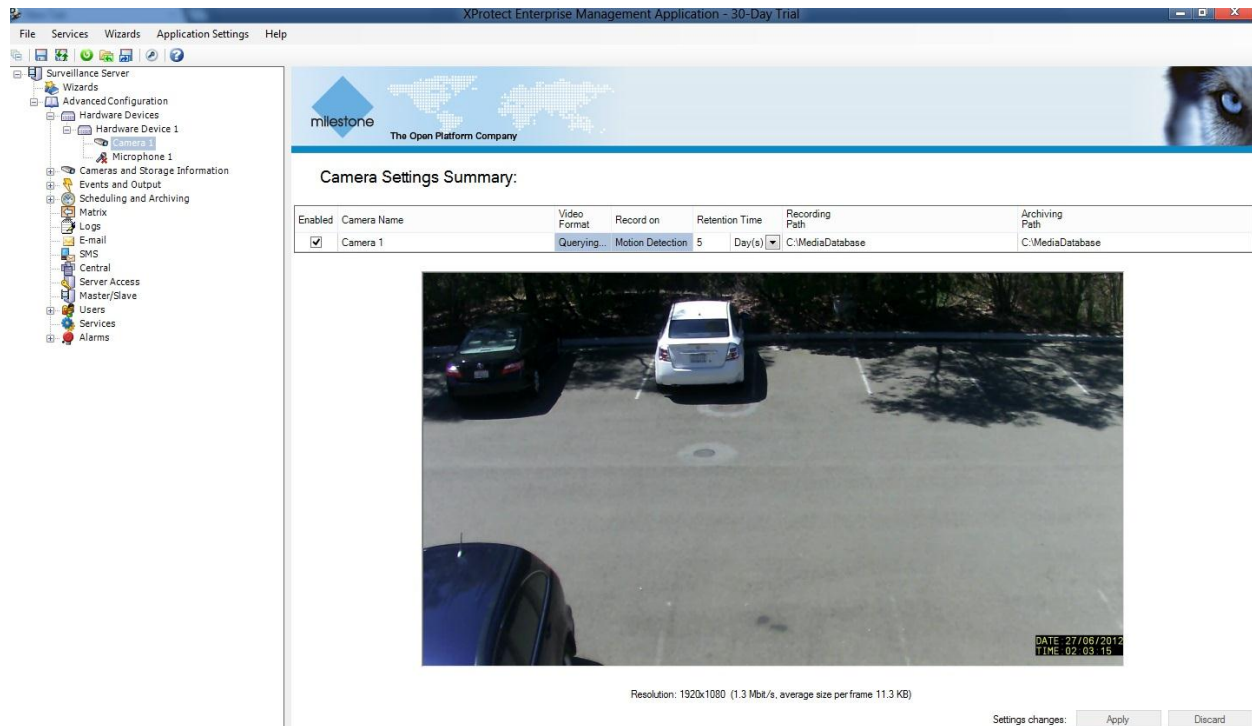 XProtect Enterprise Management Application - 30-Day Trial
File Services Wizards Application Settings Help
Surveillance Server
Wizards
Advanced Configuration
Hardware Devices
Hardware Device 1
Camera 1
Microphone 1
Cameras and Storage Information
Events and Output
Scheduling and Archiving
Matrix
Logs
E-mail
SMS
Central
Server Access
Master/Slave
Users
Services
Alarms
milestone
The Open Platform Company
Camera Settings Summary:
Enabled Camera Name Video Format Record on Retention Time Recording Path Archiving Path
Camera 1 Querying... Motion Detection 5 Day(s) C:\MediaDatabase C:\MediaDatabase
DATE:27/06/2012
TIME:02:03:15
Resolution: 1920x1080 (1.3 Mbit/s, average size per frame 11.3 KB)
Settings changes: Apply Discard